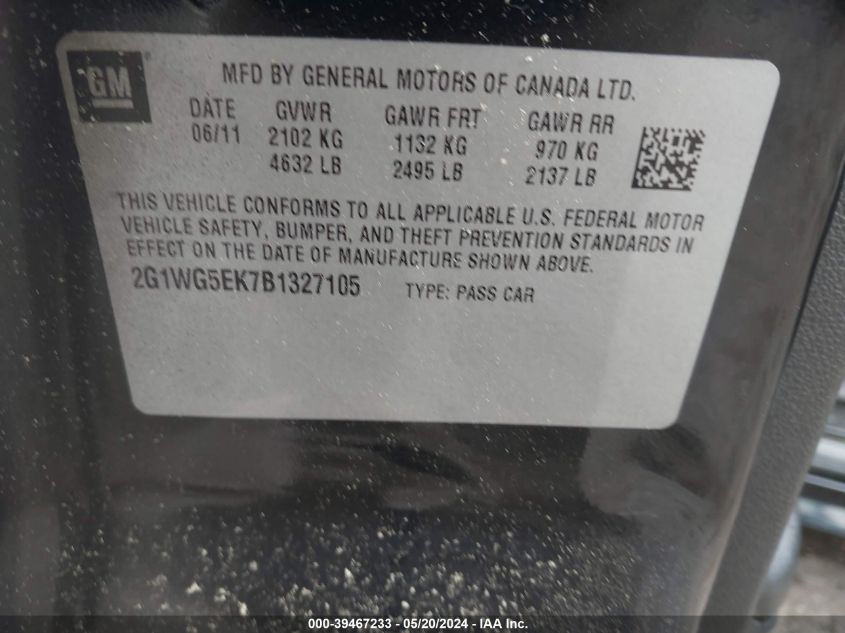 GM
MFD BY GENERAL MOTORS OF CANADA LTD.
DATE GVWR GAWR FRT GAWR RR
06/11 2102 KG 1132 KG 970 KG
4632 LB 2495 LB 2137 LB
THIS VEHICLE CONFORMS TO ALL APPLICABLE U.S. FEDERAL MOTOR
VEHICLE SAFETY, BUMPER, AND THEFT PREVENTION STANDARDS IN
EFFECT ON THE DATE OF MANUFACTURE SHOWN ABOVE.
2G1WG5EK7B1327105 TYPE: PASS CAR
000-39467233 - 05/20/2024 - IAA Inc.